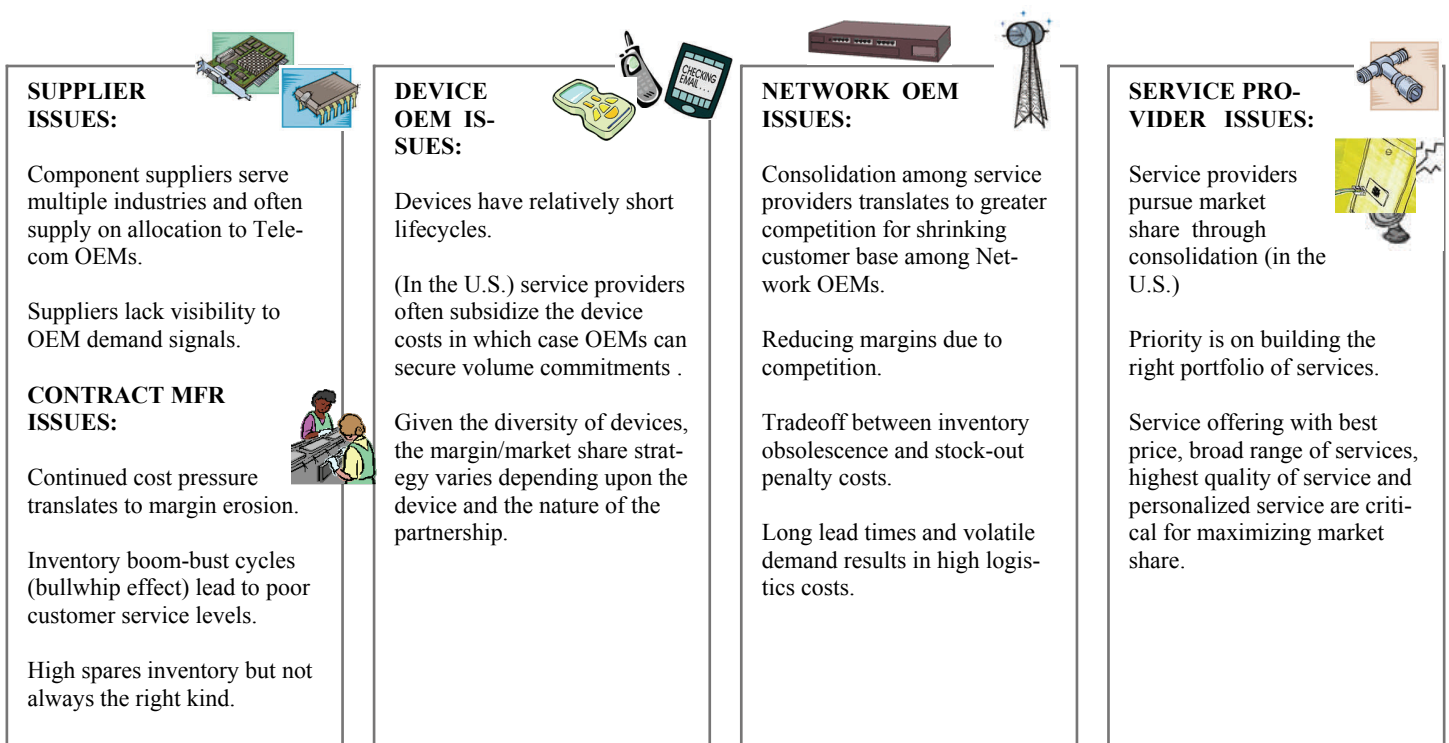 SUPPLIER
ISSUES:
Component suppliers serve
multiple industries and often
supply on allocation to Tele-
com OEMs.
Suppliers lack visibility to
OEM demand signals.
CONTRACT MFR
ISSUES:
Continued cost pressure
translates to margin erosion.
Inventory boom-bust cycles
(bullwhip effect) lead to poor
customer service levels.
High spares inventory but not
always the right kind.
CHECKING
EMAIL . . .
DEVICE
OEM IS-
SUES:
Devices have relatively short
lifecycles.
(In the U.S.) service providers
often subsidize the device
costs in which case OEMs can
secure volume commitments .
Given the diversity of devices,
the margin/market share strat-
egy varies depending upon the
device and the nature of the
partnership.
NETWORK OEM
ISSUES:
Consolidation among service
providers translates to greater
competition for shrinking
customer base among Net-
work OEMs.
Reducing margins due to
competition.
Tradeoff between inventory
obsolescence and stock-out
penalty costs.
Long lead times and volatile
demand results in high logis-
tics costs.
SERVICE PRO-
VIDER ISSUES:
Service providers
pursue market
share through
consolidation (in the
U.S.)
Priority is on building the
right portfolio of services.
Service offering with best
price, broad range of services,
highest quality of service and
personalized service are criti-
cal for maximizing market
share.